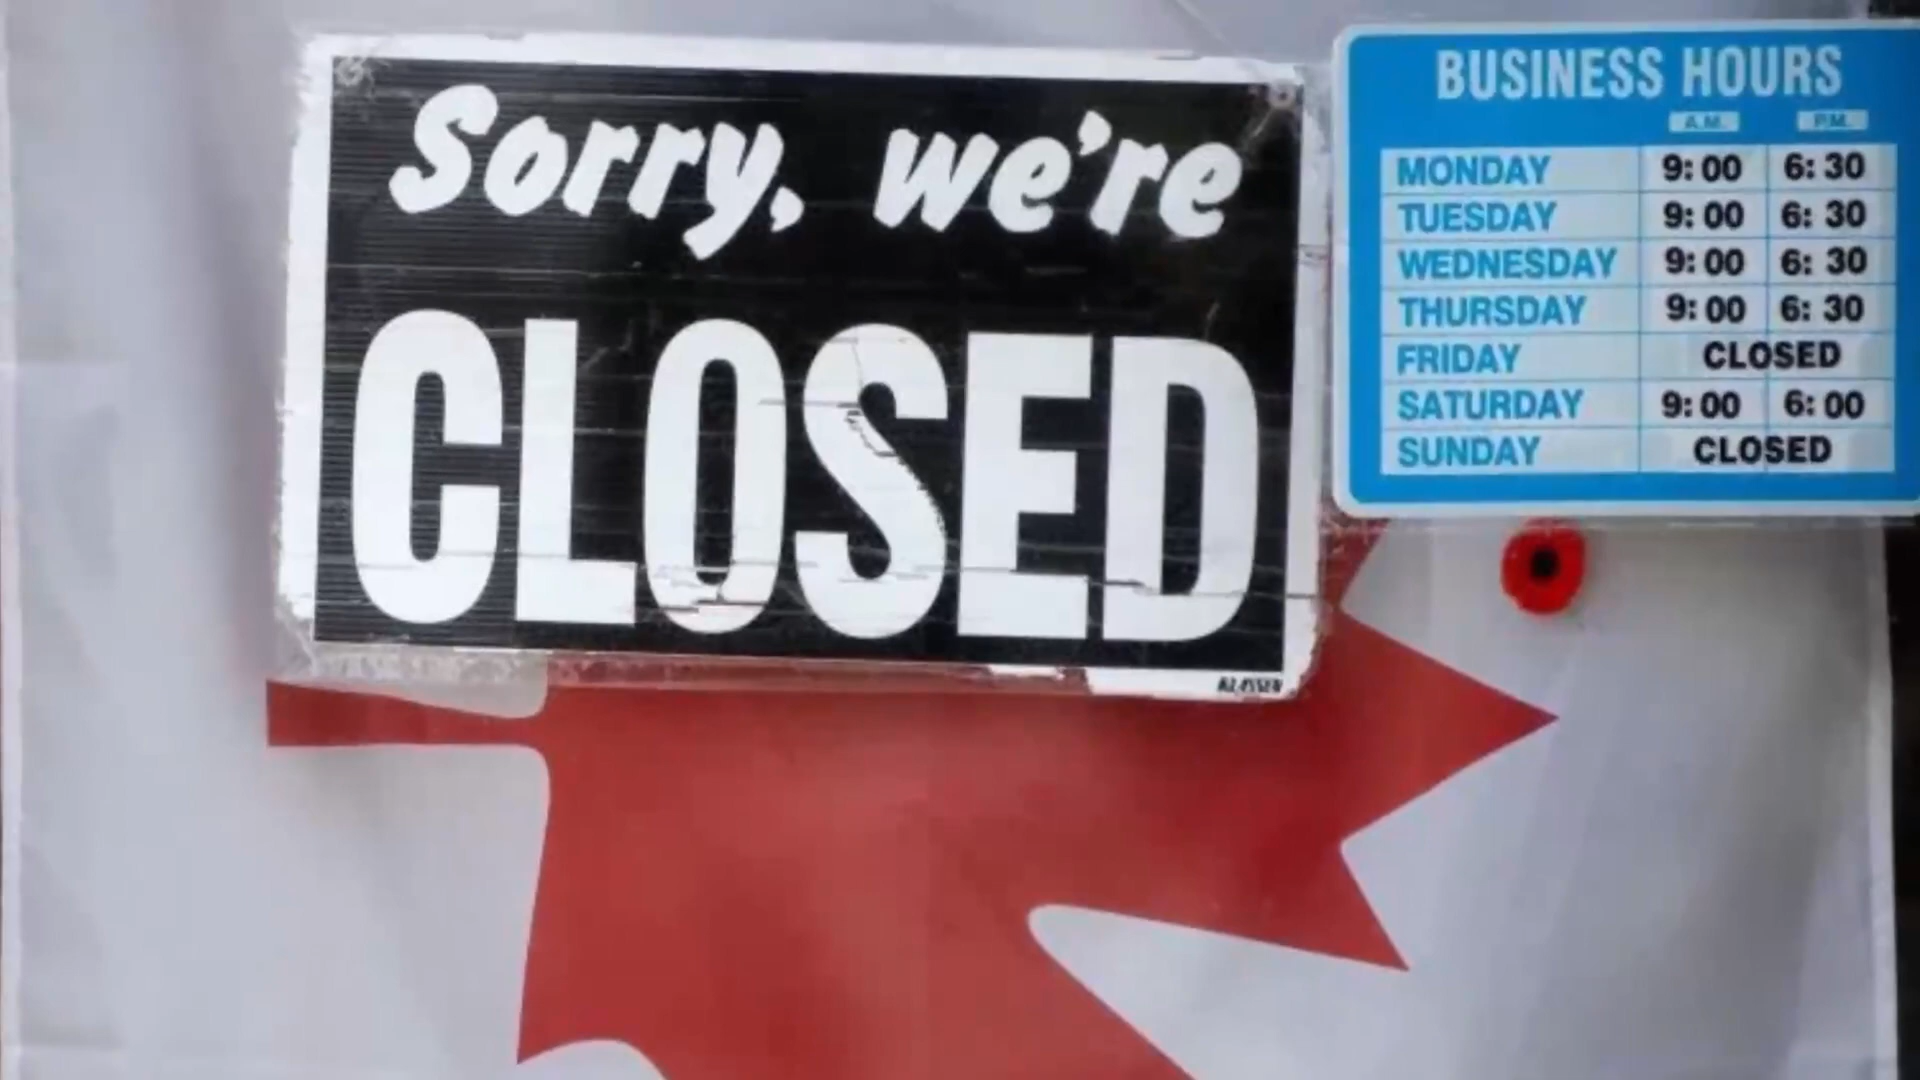 Sorry, we're
CLOSED
KLASSEN
BUSINESS HOURS
A.M. P.M.
MONDAY 9:00 6:30
TUESDAY 9:00 6:30
WEDNESDAY 9:00 6:30
THURSDAY 9:00 6:30
FRIDAY CLOSED
SATURDAY 9:00 6:00
SUNDAY CLOSED